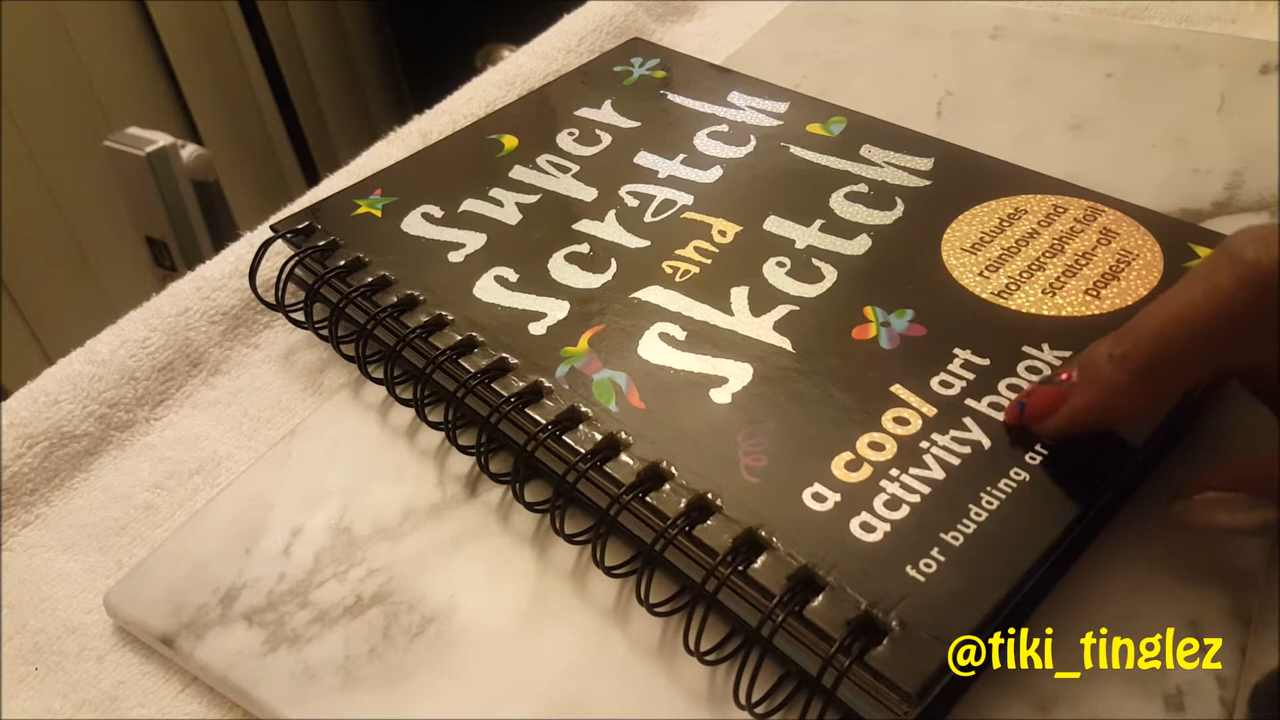 Super
Scratch
and
Sketch
Includes
rainbow and
holographic foil
scratch-off
pages!!
a cool art
activity book
for budding
@tiki_tinglez